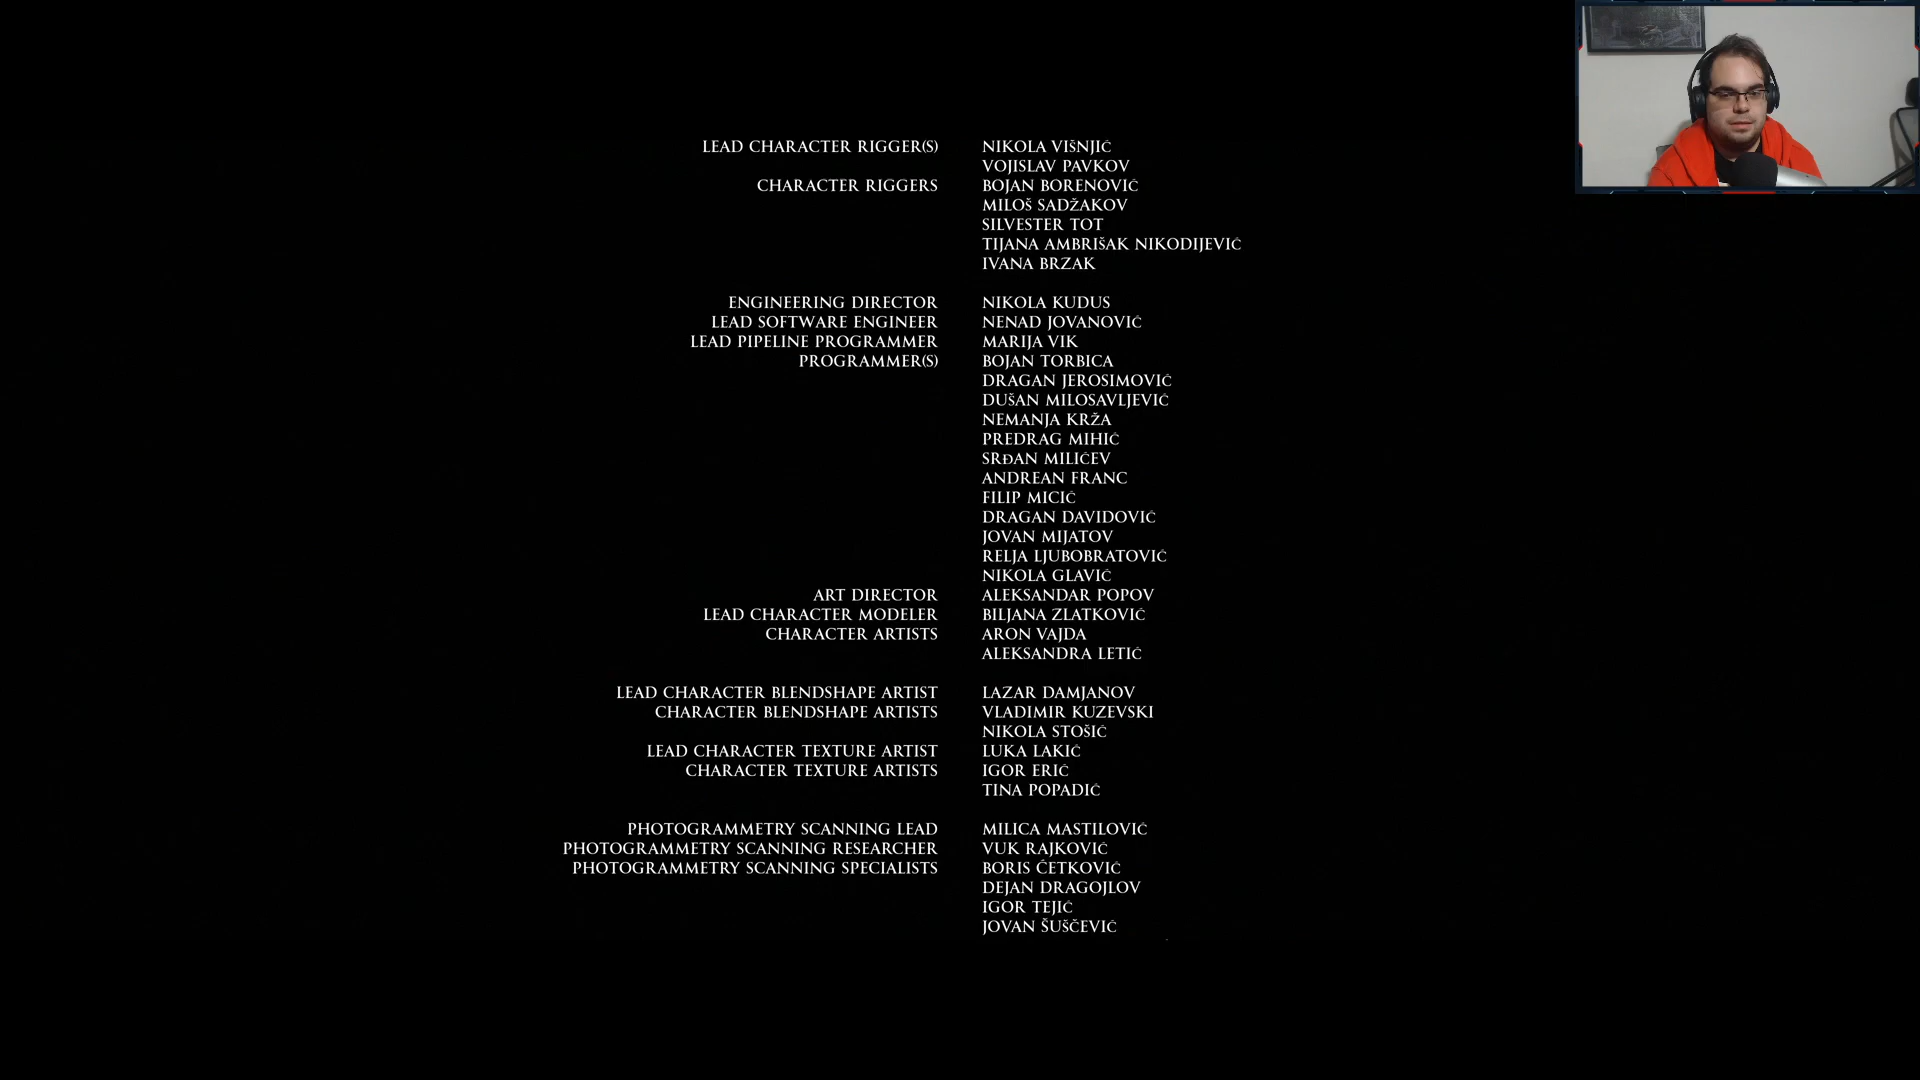 LEAD CHARACTER RIGGER(S) NIKOLA VIŠNJIĆ
VOJISLAV PAVKOV
CHARACTER RIGGERS BOJAN BORENOVIĆ
MILOŠ SADŽAKOV
SILVESTER TOT
TIJANA AMBRIŠAK NIKODIJEVIĆ
IVANA BRZAK
ENGINEERING DIRECTOR NIKOLA KUDUS
LEAD SOFTWARE ENGINEER NENAD JOVANOVIĆ
LEAD PIPELINE PROGRAMMER MARIJA VIK
PROGRAMMER(S) BOJAN TORBICA
DRAGAN JEROSIMOVIĆ
DUŠAN MILOSAVLJEVIĆ
NEMANJA KRŽA
PREDRAG MIHIĆ
SRĐAN MILIĆEV
ANDREAN FRANC
FILIP MICIĆ
DRAGAN DAVIDOVIĆ
JOVAN MIJATOV
RELJA LJUBOBRATOVIĆ
NIKOLA GLAVIĆ
ART DIRECTOR ALEKSANDAR POPOV
LEAD CHARACTER MODELER BILJANA ZLATKOVIĆ
CHARACTER ARTISTS ARON VAJDA
ALEKSANDRA LETIĆ
LEAD CHARACTER BLENDSHAPE ARTIST LAZAR DAMJANOV
CHARACTER BLENDSHAPE ARTISTS VLADIMIR KUZEVSKI
NIKOLA STOŠIĆ
LEAD CHARACTER TEXTURE ARTIST LUKA LAKIĆ
CHARACTER TEXTURE ARTISTS IGOR ERIĆ
TINA POPADIĆ
PHOTOGRAMMETRY SCANNING LEAD MILICA MASTILOVIĆ
PHOTOGRAMMETRY SCANNING RESEARCHER VUK RAJKOVIĆ
PHOTOGRAMMETRY SCANNING SPECIALISTS BORIS ĆETKOVIĆ
DEJAN DRAGOJLOV
IGOR TEJIĆ
JOVAN ŠUŠČEVIĆ